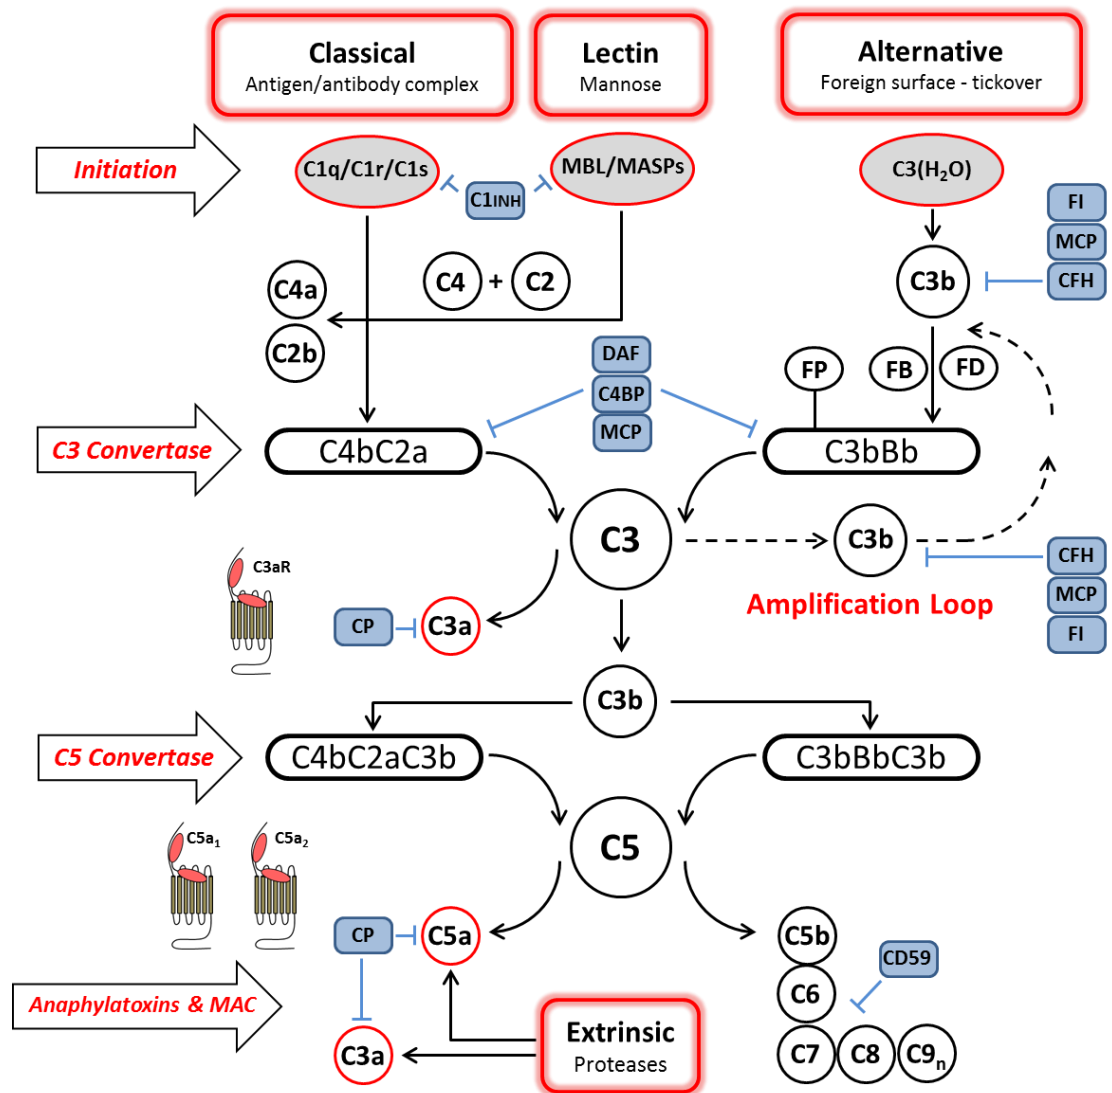 Classical
Antigen/antibody complex
Lectin
Mannose
Alternative
Foreign surface - tickover
Initiation
C1q/C1r/C1s
C1INH
MBL/MASPs
C3(H₂O)
FI
MCP
CFH
C3b
C4a
C2b
C4 + C2
DAF
C4BP
MCP
FP
FB
FD
C3 Convertase
C4bC2a
C3bBb
C3
C3b
CFH
MCP
FI
Amplification Loop
C3aR
CP
C3a
C3b
C5 Convertase
C4bC2aC3b
C3bBbC3b
C5
C5a₁
C5a₂
CP
C5a
C5b
CD59
C6
Anaphylatoxins & MAC
C3a
Extrinsic
Proteases
C7
C8
C9ₙ